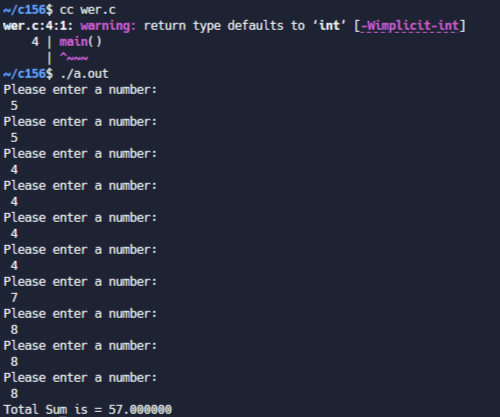 ~/c156$ cc wer.c
wer.c:4:1: warning: return type defaults to ‘int’ [-Wimplicit-int]
    4 | main()
      | ^~~~
~/c156$ ./a.out
Please enter a number:
 5
Please enter a number:
 5
Please enter a number:
 4
Please enter a number:
 4
Please enter a number:
 4
Please enter a number:
 4
Please enter a number:
 7
Please enter a number:
 8
Please enter a number:
 8
Please enter a number:
 8
Total Sum is = 57.000000